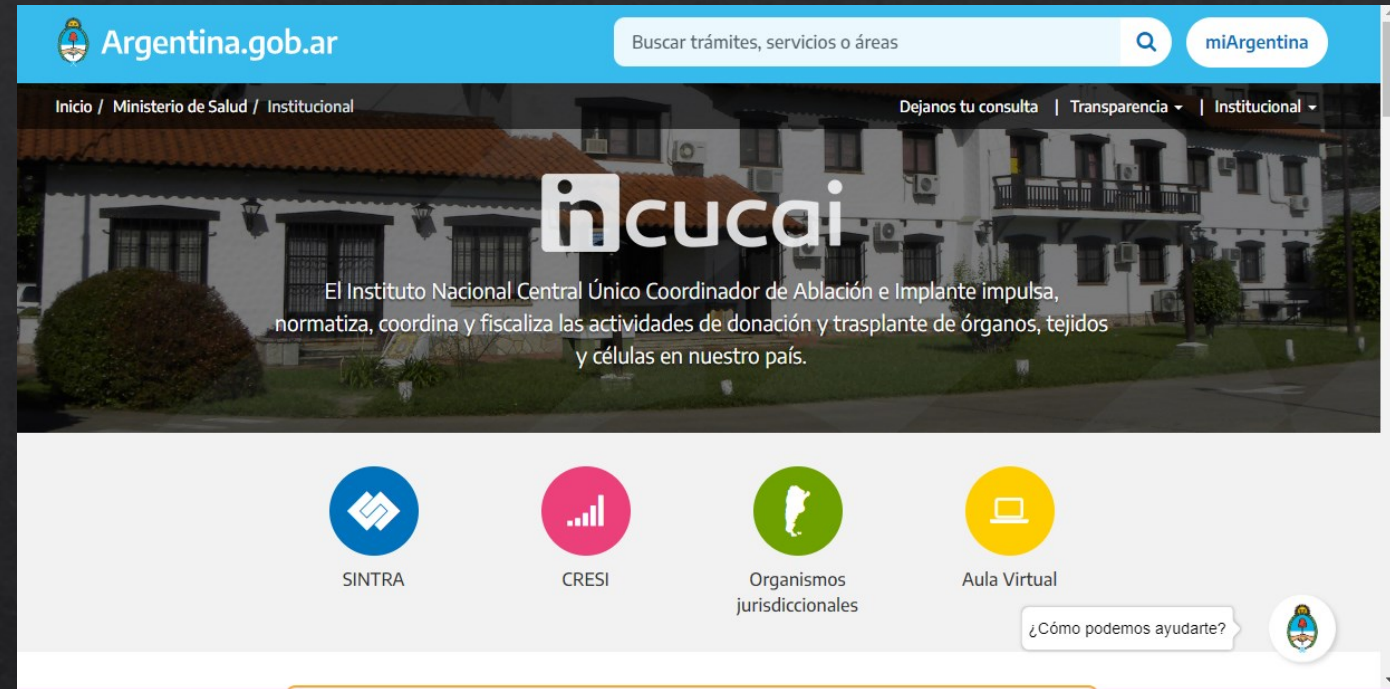 Argentina.gob.ar
Buscar trámites, servicios o áreas
miArgentina
Inicio / Ministerio de Salud / Institucional
Dejanos tu consulta | Transparencia | Institucional
incucai
El Instituto Nacional Central Único Coordinador de Ablación e Implante impulsa,
normatiza, coordina y fiscaliza las actividades de donación y trasplante de órganos, tejidos
y células en nuestro país.
SINTRA
CRESI
Organismos
jurisdiccionales
Aula Virtual
¿Cómo podemos ayudarte?